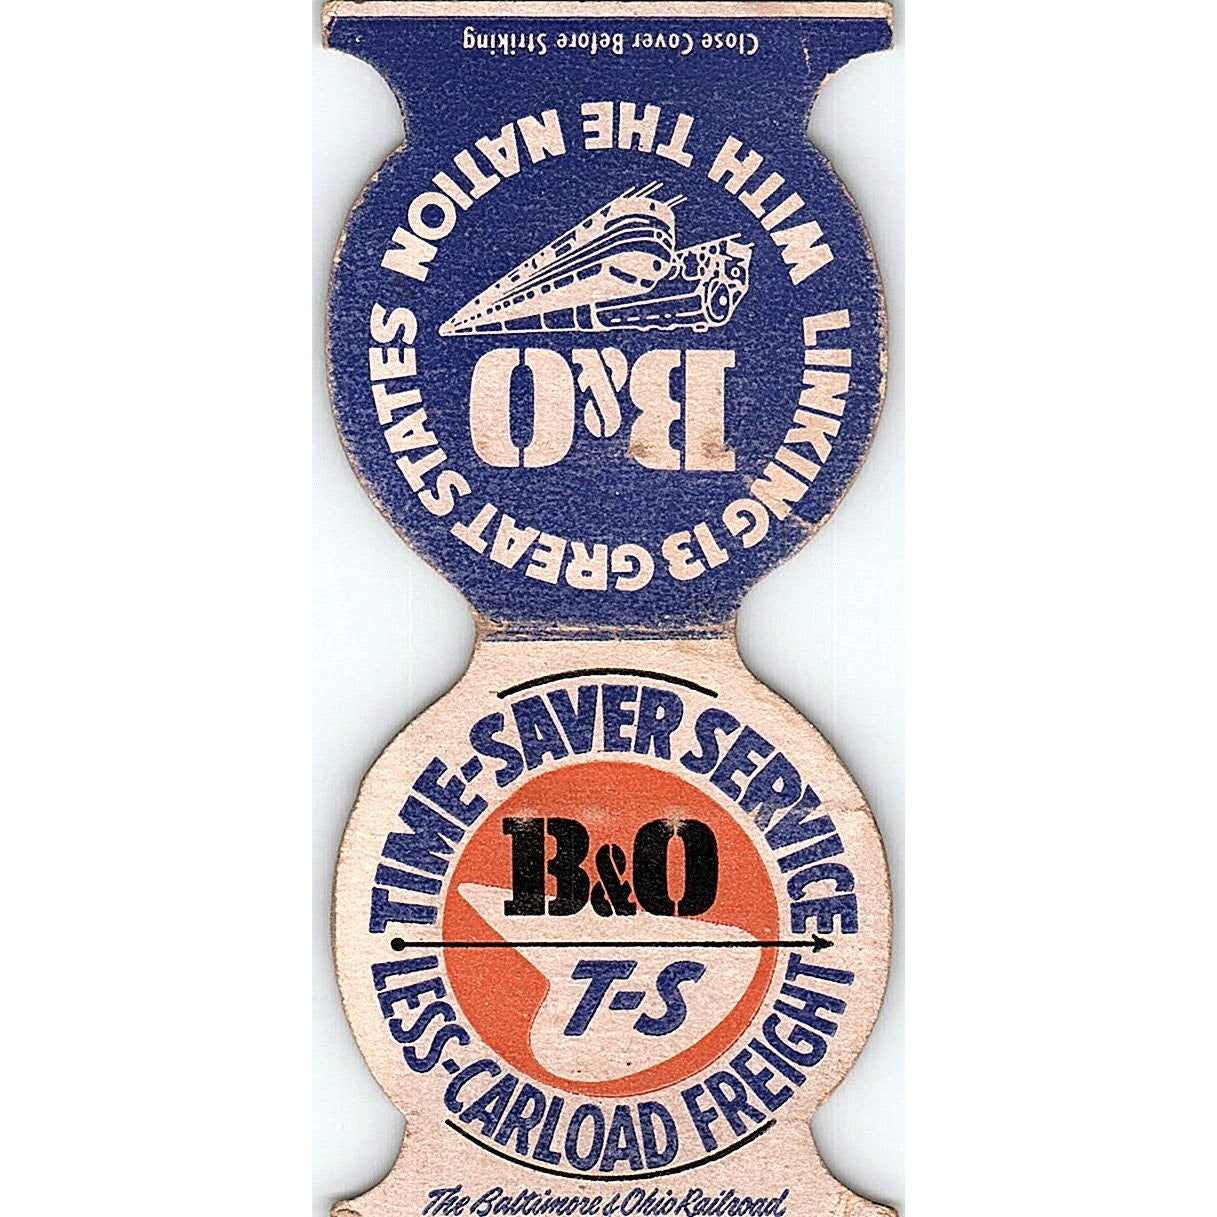 Close Cover Before Striking
LINKING 13 GREAT STATES WITH THE NATION
B&O
TIME-SAVER SERVICE
B&O
T-S
LESS-CARLOAD FREIGHT
The Baltimore & Ohio Railroad